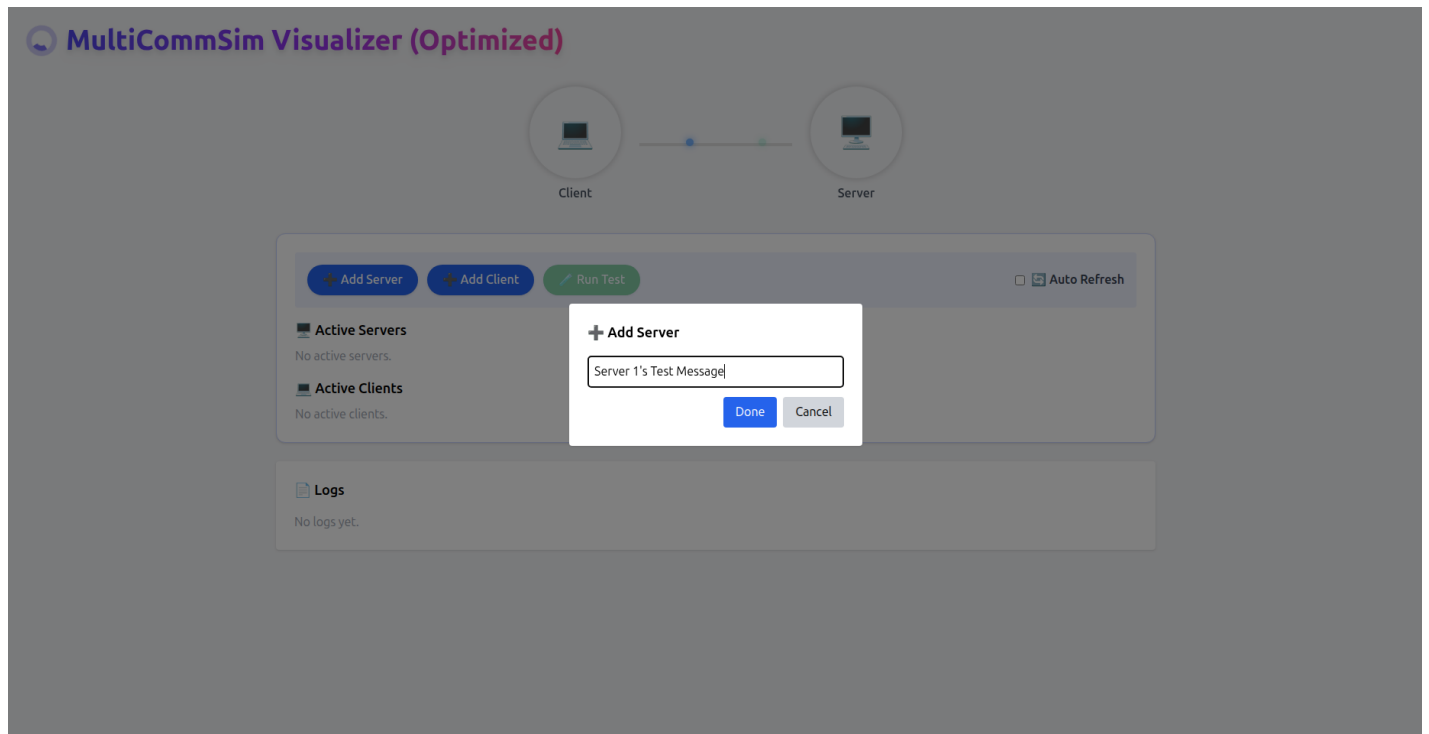 MultiCommSim Visualizer (Optimized)
Client
Server
➕ Add Server
➕ Add Client
Run Test
Auto Refresh
Active Servers
No active servers.
Active Clients
No active clients.
➕ Add Server
Server 1's Test Message
Done
Cancel
Logs
No logs yet.